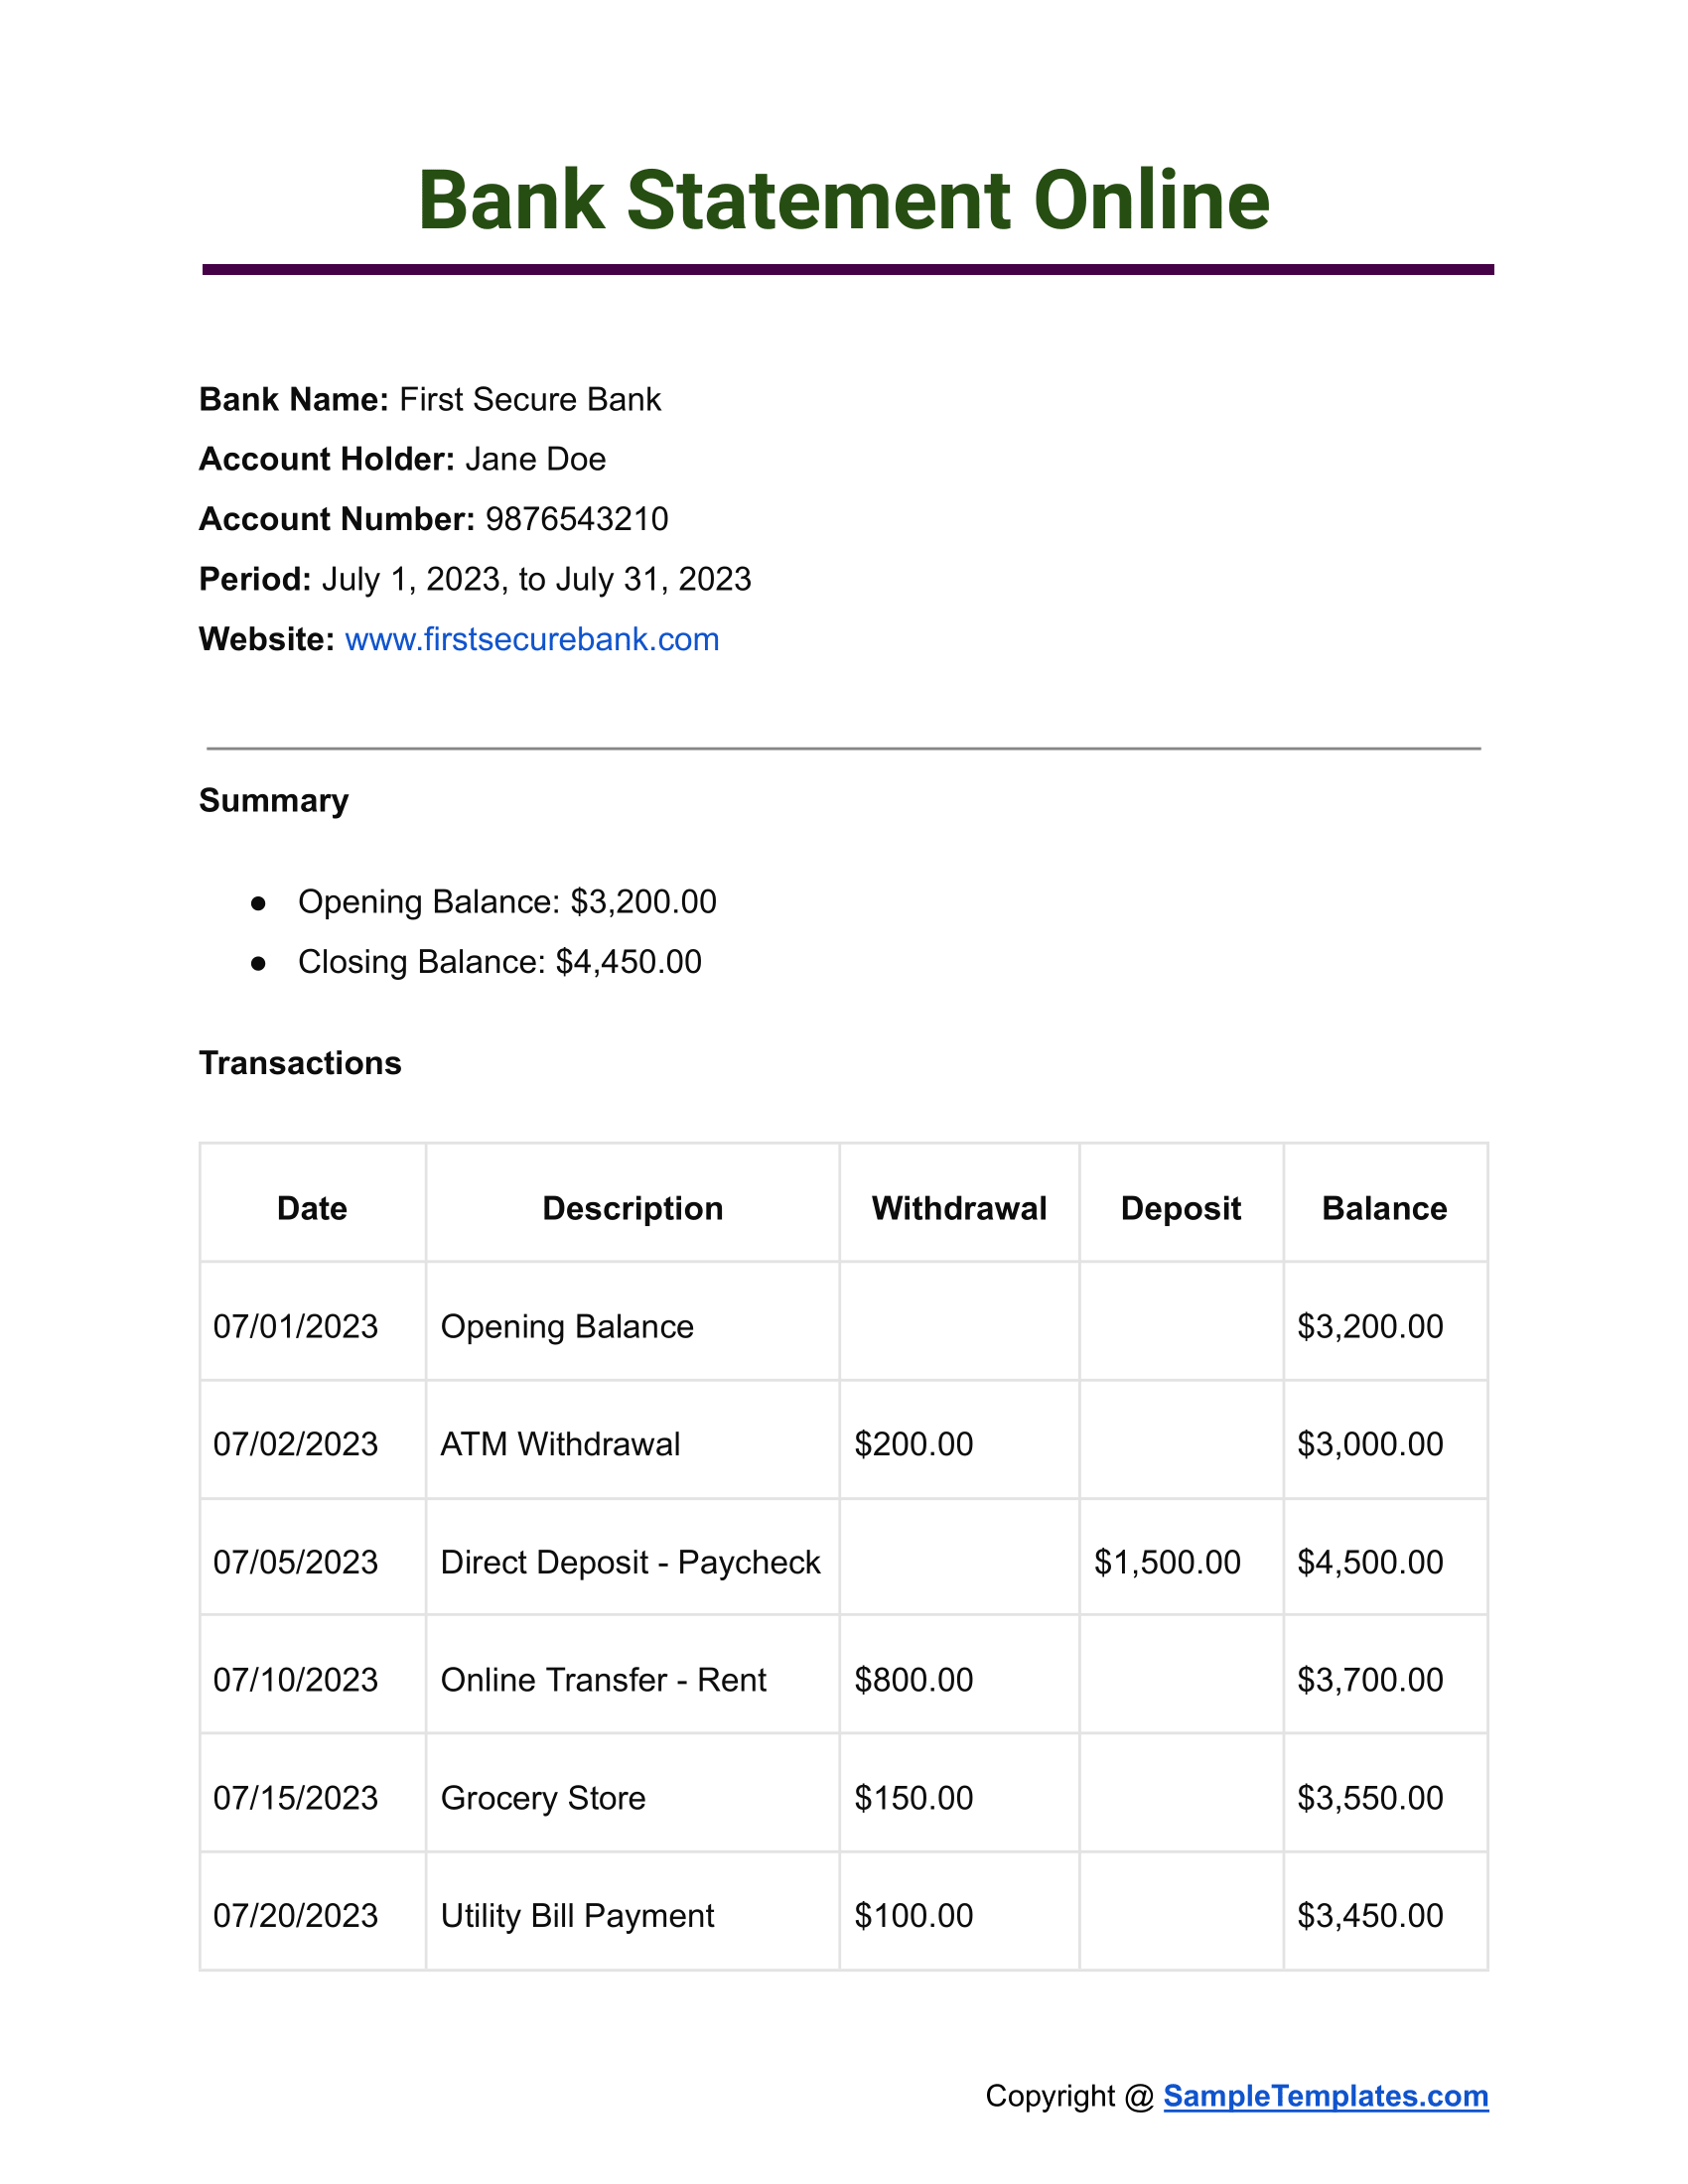 Bank Statement Online
Bank Name: First Secure Bank
Account Holder: Jane Doe
Account Number: 9876543210
Period: July 1, 2023, to July 31, 2023
Website: www.firstsecurebank.com
Summary
● Opening Balance: $3,200.00
● Closing Balance: $4,450.00
Transactions
Date Description Withdrawal Deposit Balance
07/01/2023 Opening Balance $3,200.00
07/02/2023 ATM Withdrawal $200.00 $3,000.00
07/05/2023 Direct Deposit - Paycheck $1,500.00 $4,500.00
07/10/2023 Online Transfer - Rent $800.00 $3,700.00
07/15/2023 Grocery Store $150.00 $3,550.00
07/20/2023 Utility Bill Payment $100.00 $3,450.00
Copyright @ SampleTemplates.com